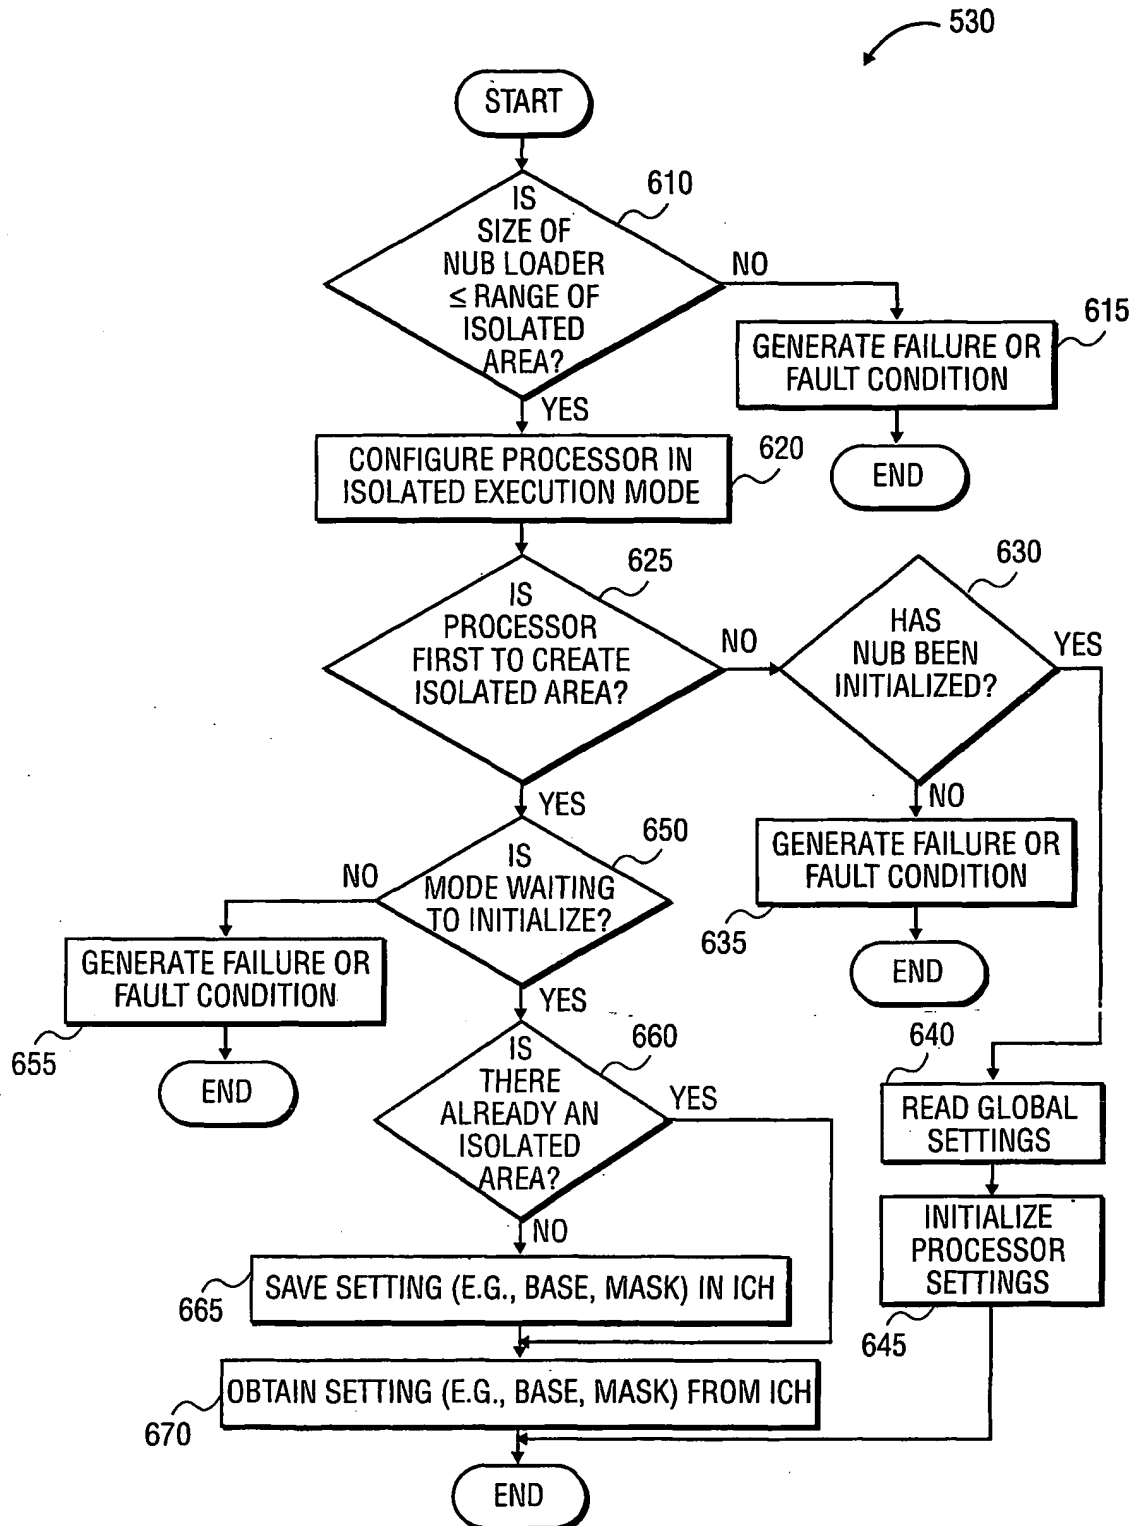 530
START
610
IS
SIZE OF
NUB LOADER
≤ RANGE OF
ISOLATED
AREA?
NO
YES
615
GENERATE FAILURE OR
FAULT CONDITION
END
620
CONFIGURE PROCESSOR IN
ISOLATED EXECUTION MODE
625
IS
PROCESSOR
FIRST TO CREATE
ISOLATED AREA?
NO
YES
630
HAS
NUB BEEN
INITIALIZED?
YES
NO
GENERATE FAILURE OR
FAULT CONDITION
635
END
650
IS
MODE WAITING
TO INITIALIZE?
NO
YES
GENERATE FAILURE OR
FAULT CONDITION
655
END
660
IS
THERE
ALREADY AN
ISOLATED
AREA?
YES
NO
640
READ GLOBAL
SETTINGS
INITIALIZE
PROCESSOR
SETTINGS
645
SAVE SETTING (E.G., BASE, MASK) IN ICH
665
OBTAIN SETTING (E.G., BASE, MASK) FROM ICH
670
END